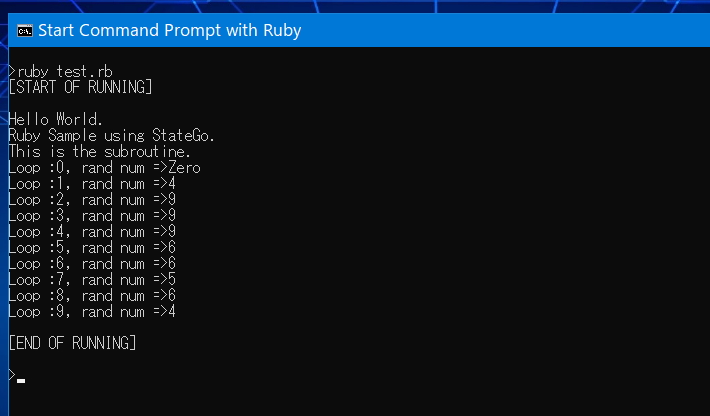 Start Command Prompt with Ruby
>ruby test.rb
[START OF RUNNING]
Hello World.
Ruby Sample using StateGo.
This is the subroutine.
Loop :0, rand num =>Zero
Loop :1, rand num =>4
Loop :2, rand num =>9
Loop :3, rand num =>9
Loop :4, rand num =>9
Loop :5, rand num =>6
Loop :6, rand num =>6
Loop :7, rand num =>5
Loop :8, rand num =>6
Loop :9, rand num =>4
[END OF RUNNING]
>